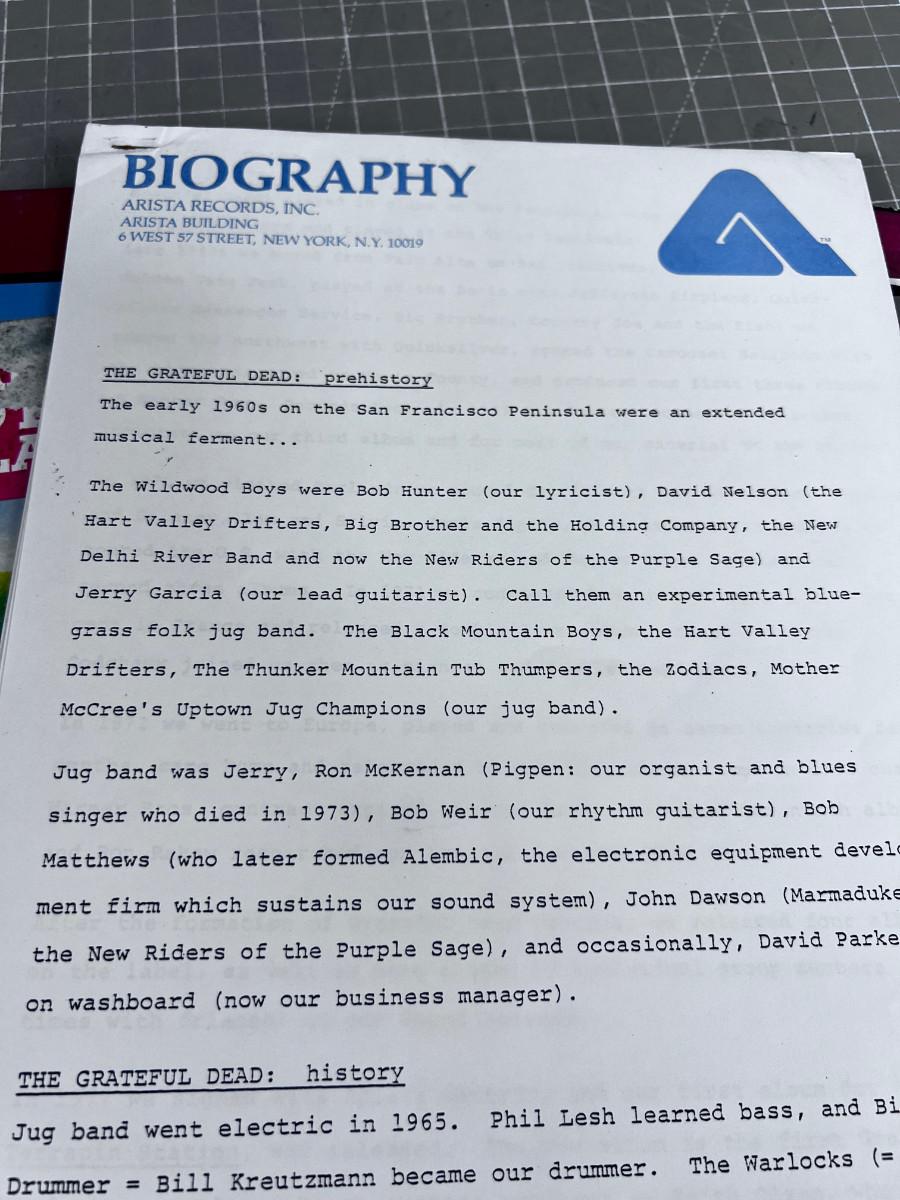 BIOGRAPHY
ARISTA RECORDS, INC.
ARISTA BUILDING
6 WEST 57 STREET, NEW YORK, N.Y. 10019
TM
THE GRATEFUL DEAD: prehistory
The early 1960s on the San Francisco Peninsula were an extended
musical ferment...
The Wildwood Boys were Bob Hunter (our lyricist), David Nelson (the
Hart Valley Drifters, Big Brother and the Holding Company, the New
Delhi River Band and now the New Riders of the Purple Sage) and
Jerry Garcia (our lead guitarist). Call them an experimental blue-
grass folk jug band. The Black Mountain Boys, the Hart Valley
Drifters, The Thunker Mountain Tub Thumpers, the Zodiacs, Mother
McCree's Uptown Jug Champions (our jug band).
Jug band was Jerry, Ron McKernan (Pigpen: our organist and blues
singer who died in 1973), Bob Weir (our rhythm guitarist), Bob
Matthews (who later formed Alembic, the electronic equipment develo
ment firm which sustains our sound system), John Dawson (Marmaduke
the New Riders of the Purple Sage), and occasionally, David Parke
on washboard (now our business manager).
THE GRATEFUL DEAD: history
Jug band went electric in 1965. Phil Lesh learned bass, and Bi
Drummer = Bill Kreutzmann became our drummer. The Warlocks (=